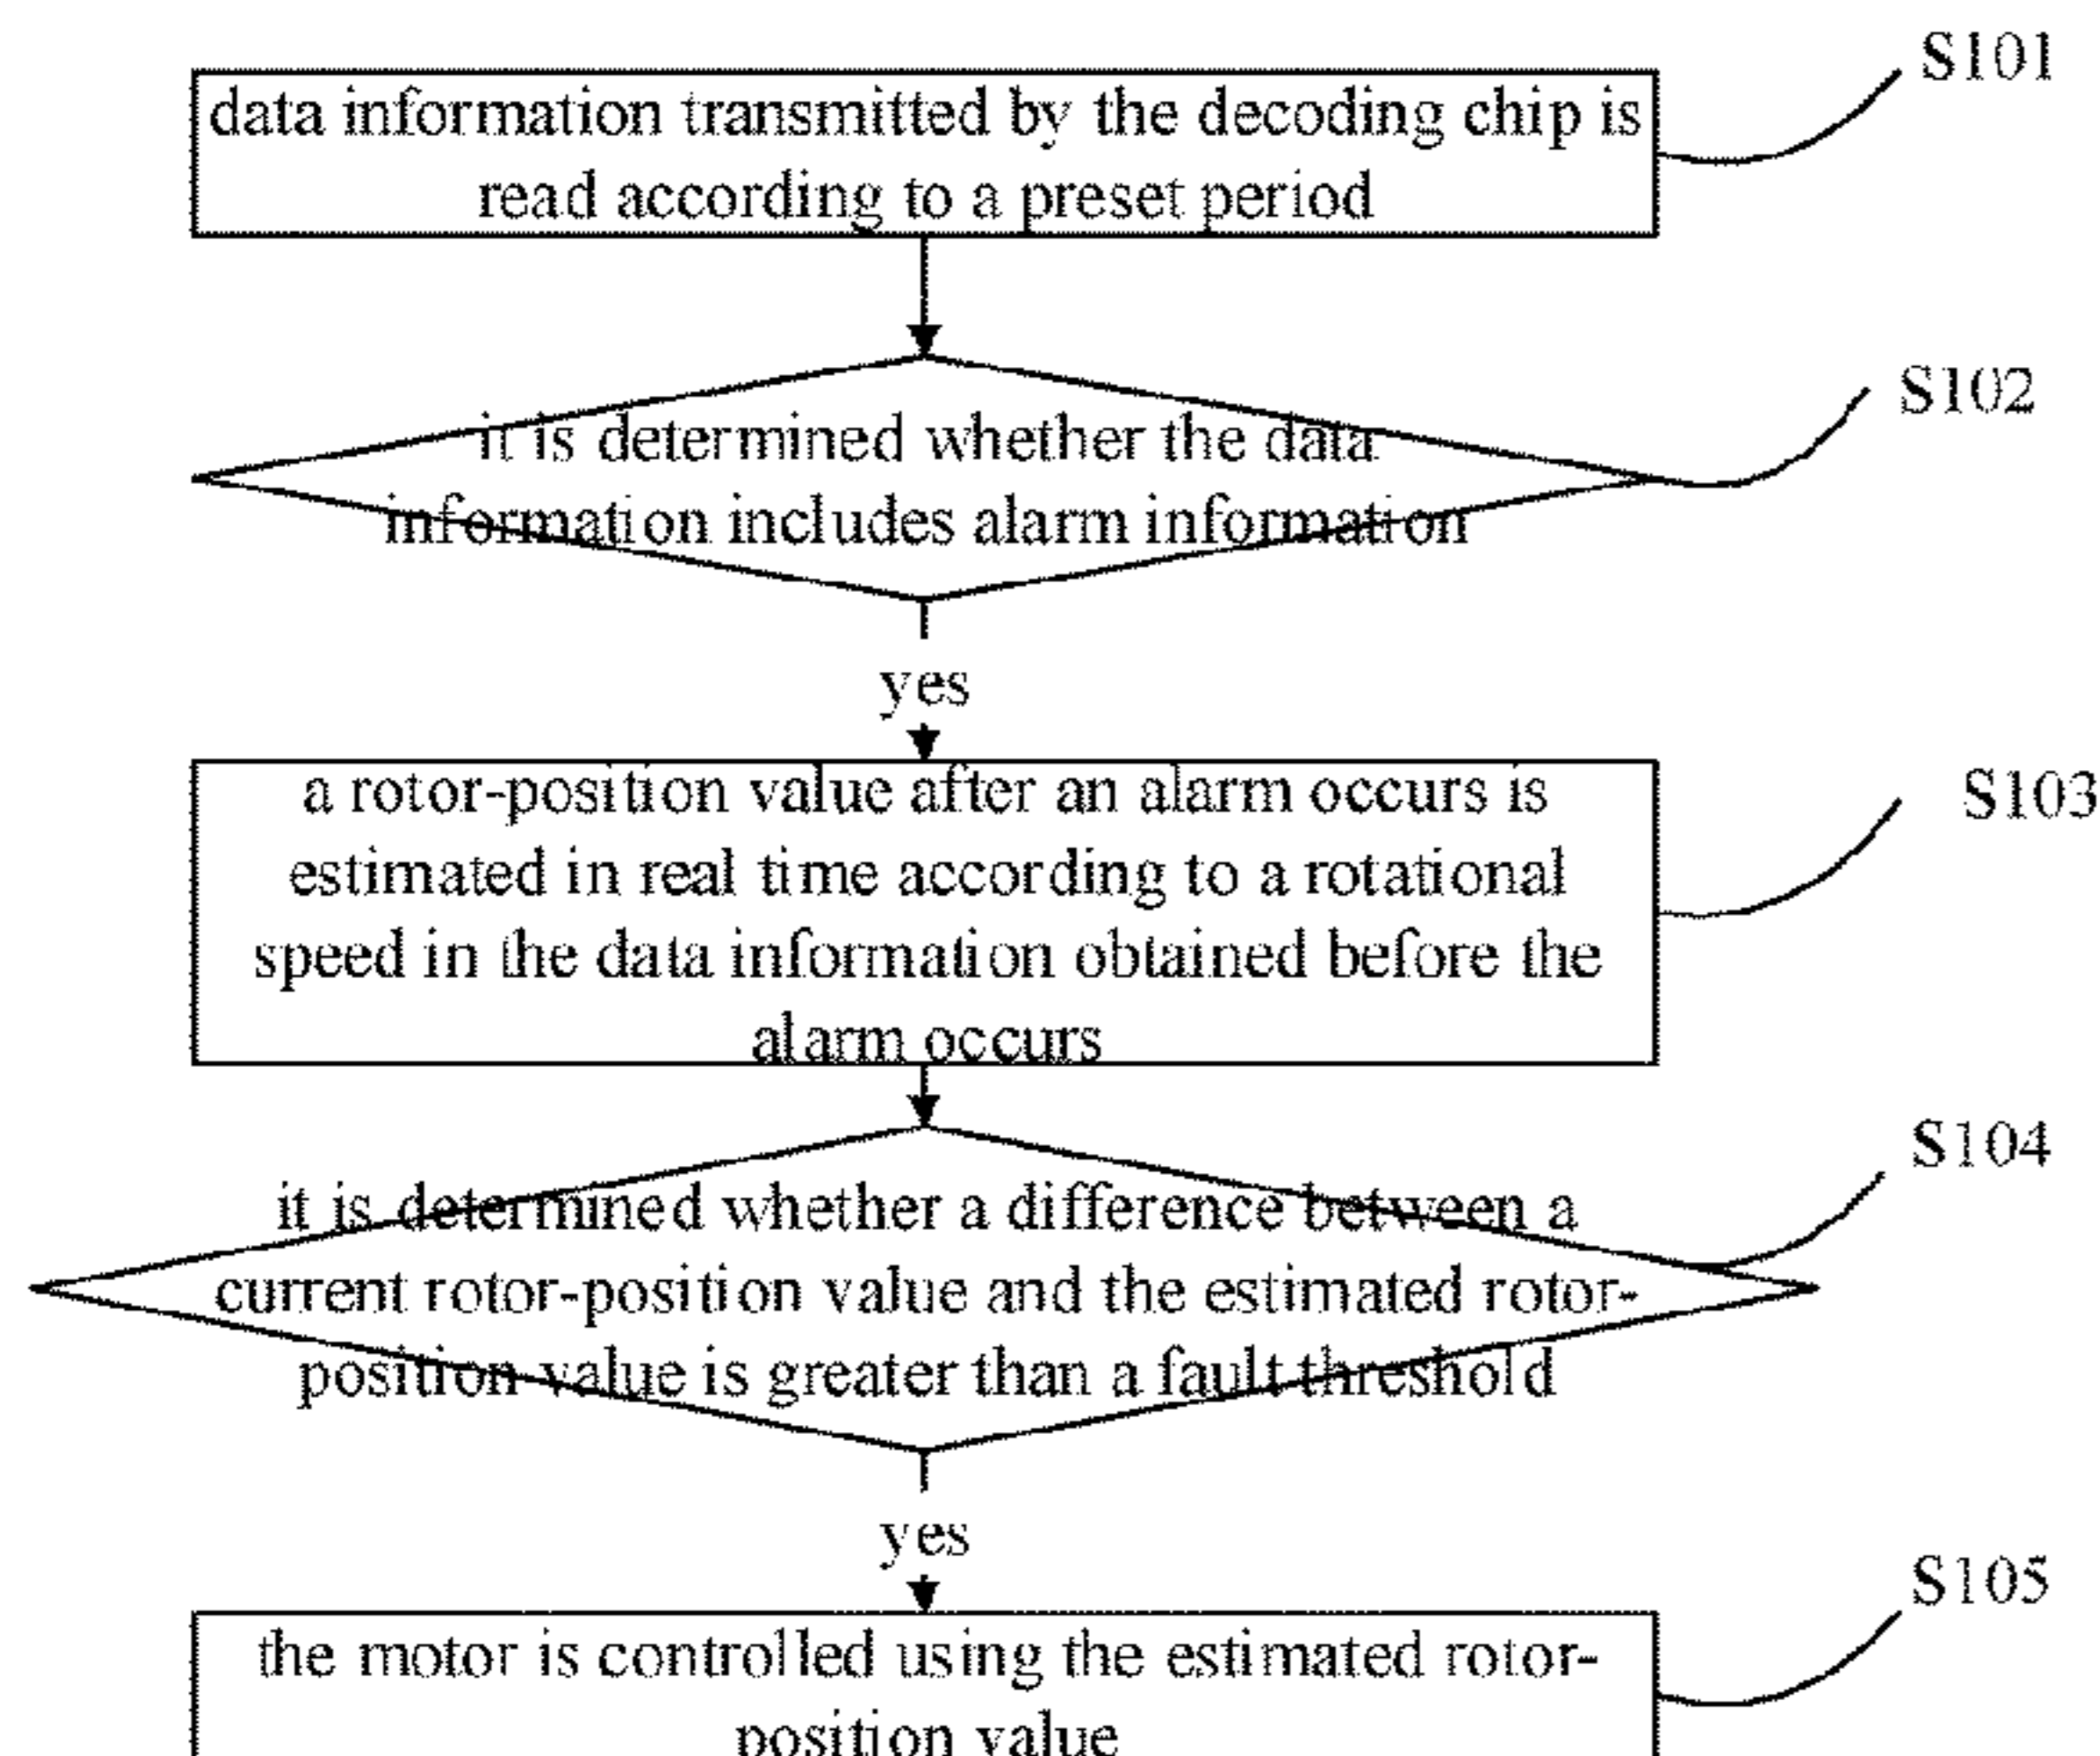 S101
data information transmitted by the decoding chip is
read according to a preset period
S102
it is determined whether the data
information includes alarm information
yes
S103
a rotor-position value after an alarm occurs is
estimated in real time according to a rotational
speed in the data information obtained before the
alarm occurs
S104
it is determined whether a difference between a
current rotor-position value and the estimated rotor-
position value is greater than a fault threshold
yes
S105
the motor is controlled using the estimated rotor-
position value